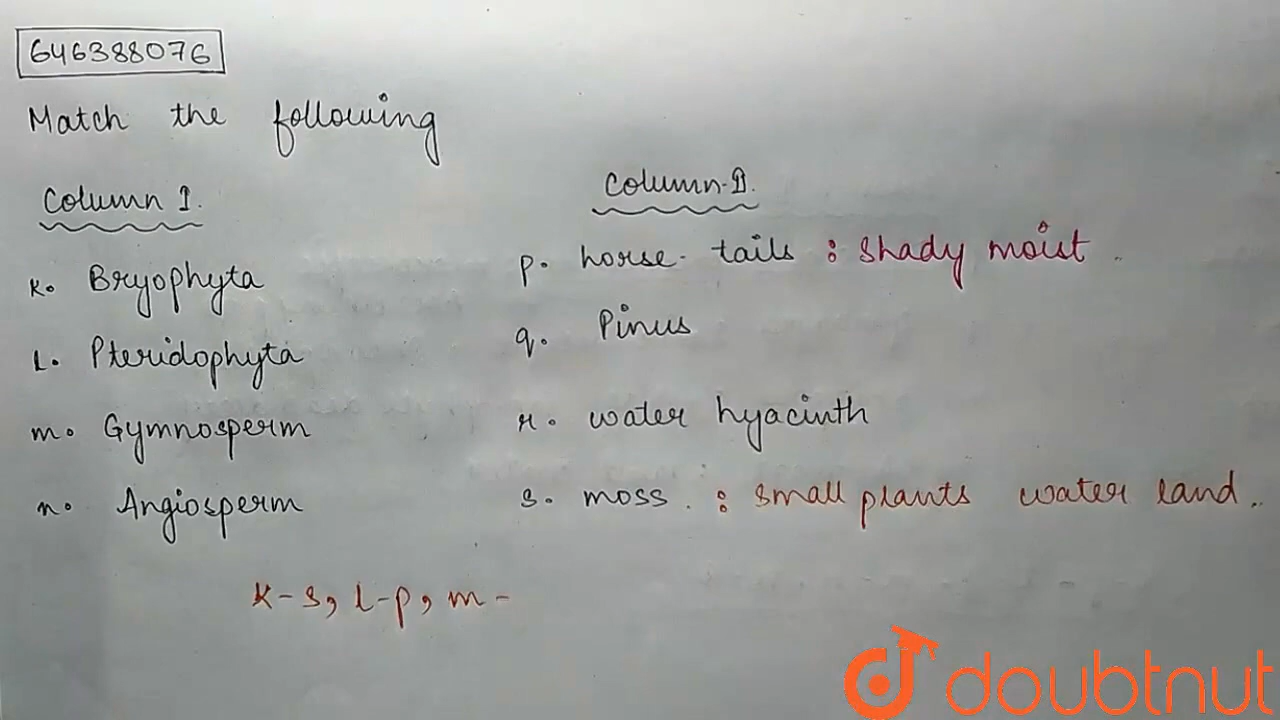 646388076
Match the following
Column I.
Column-II.
K. Bryophyta
p. horse-tails : shady moist.
L. Pteridophyta
q. Pinus
m. Gymnosperm
r. water hyacinth
n. Angiosperm
s. moss. : small plants water land..
K-s, l-p, m-
doubtnut